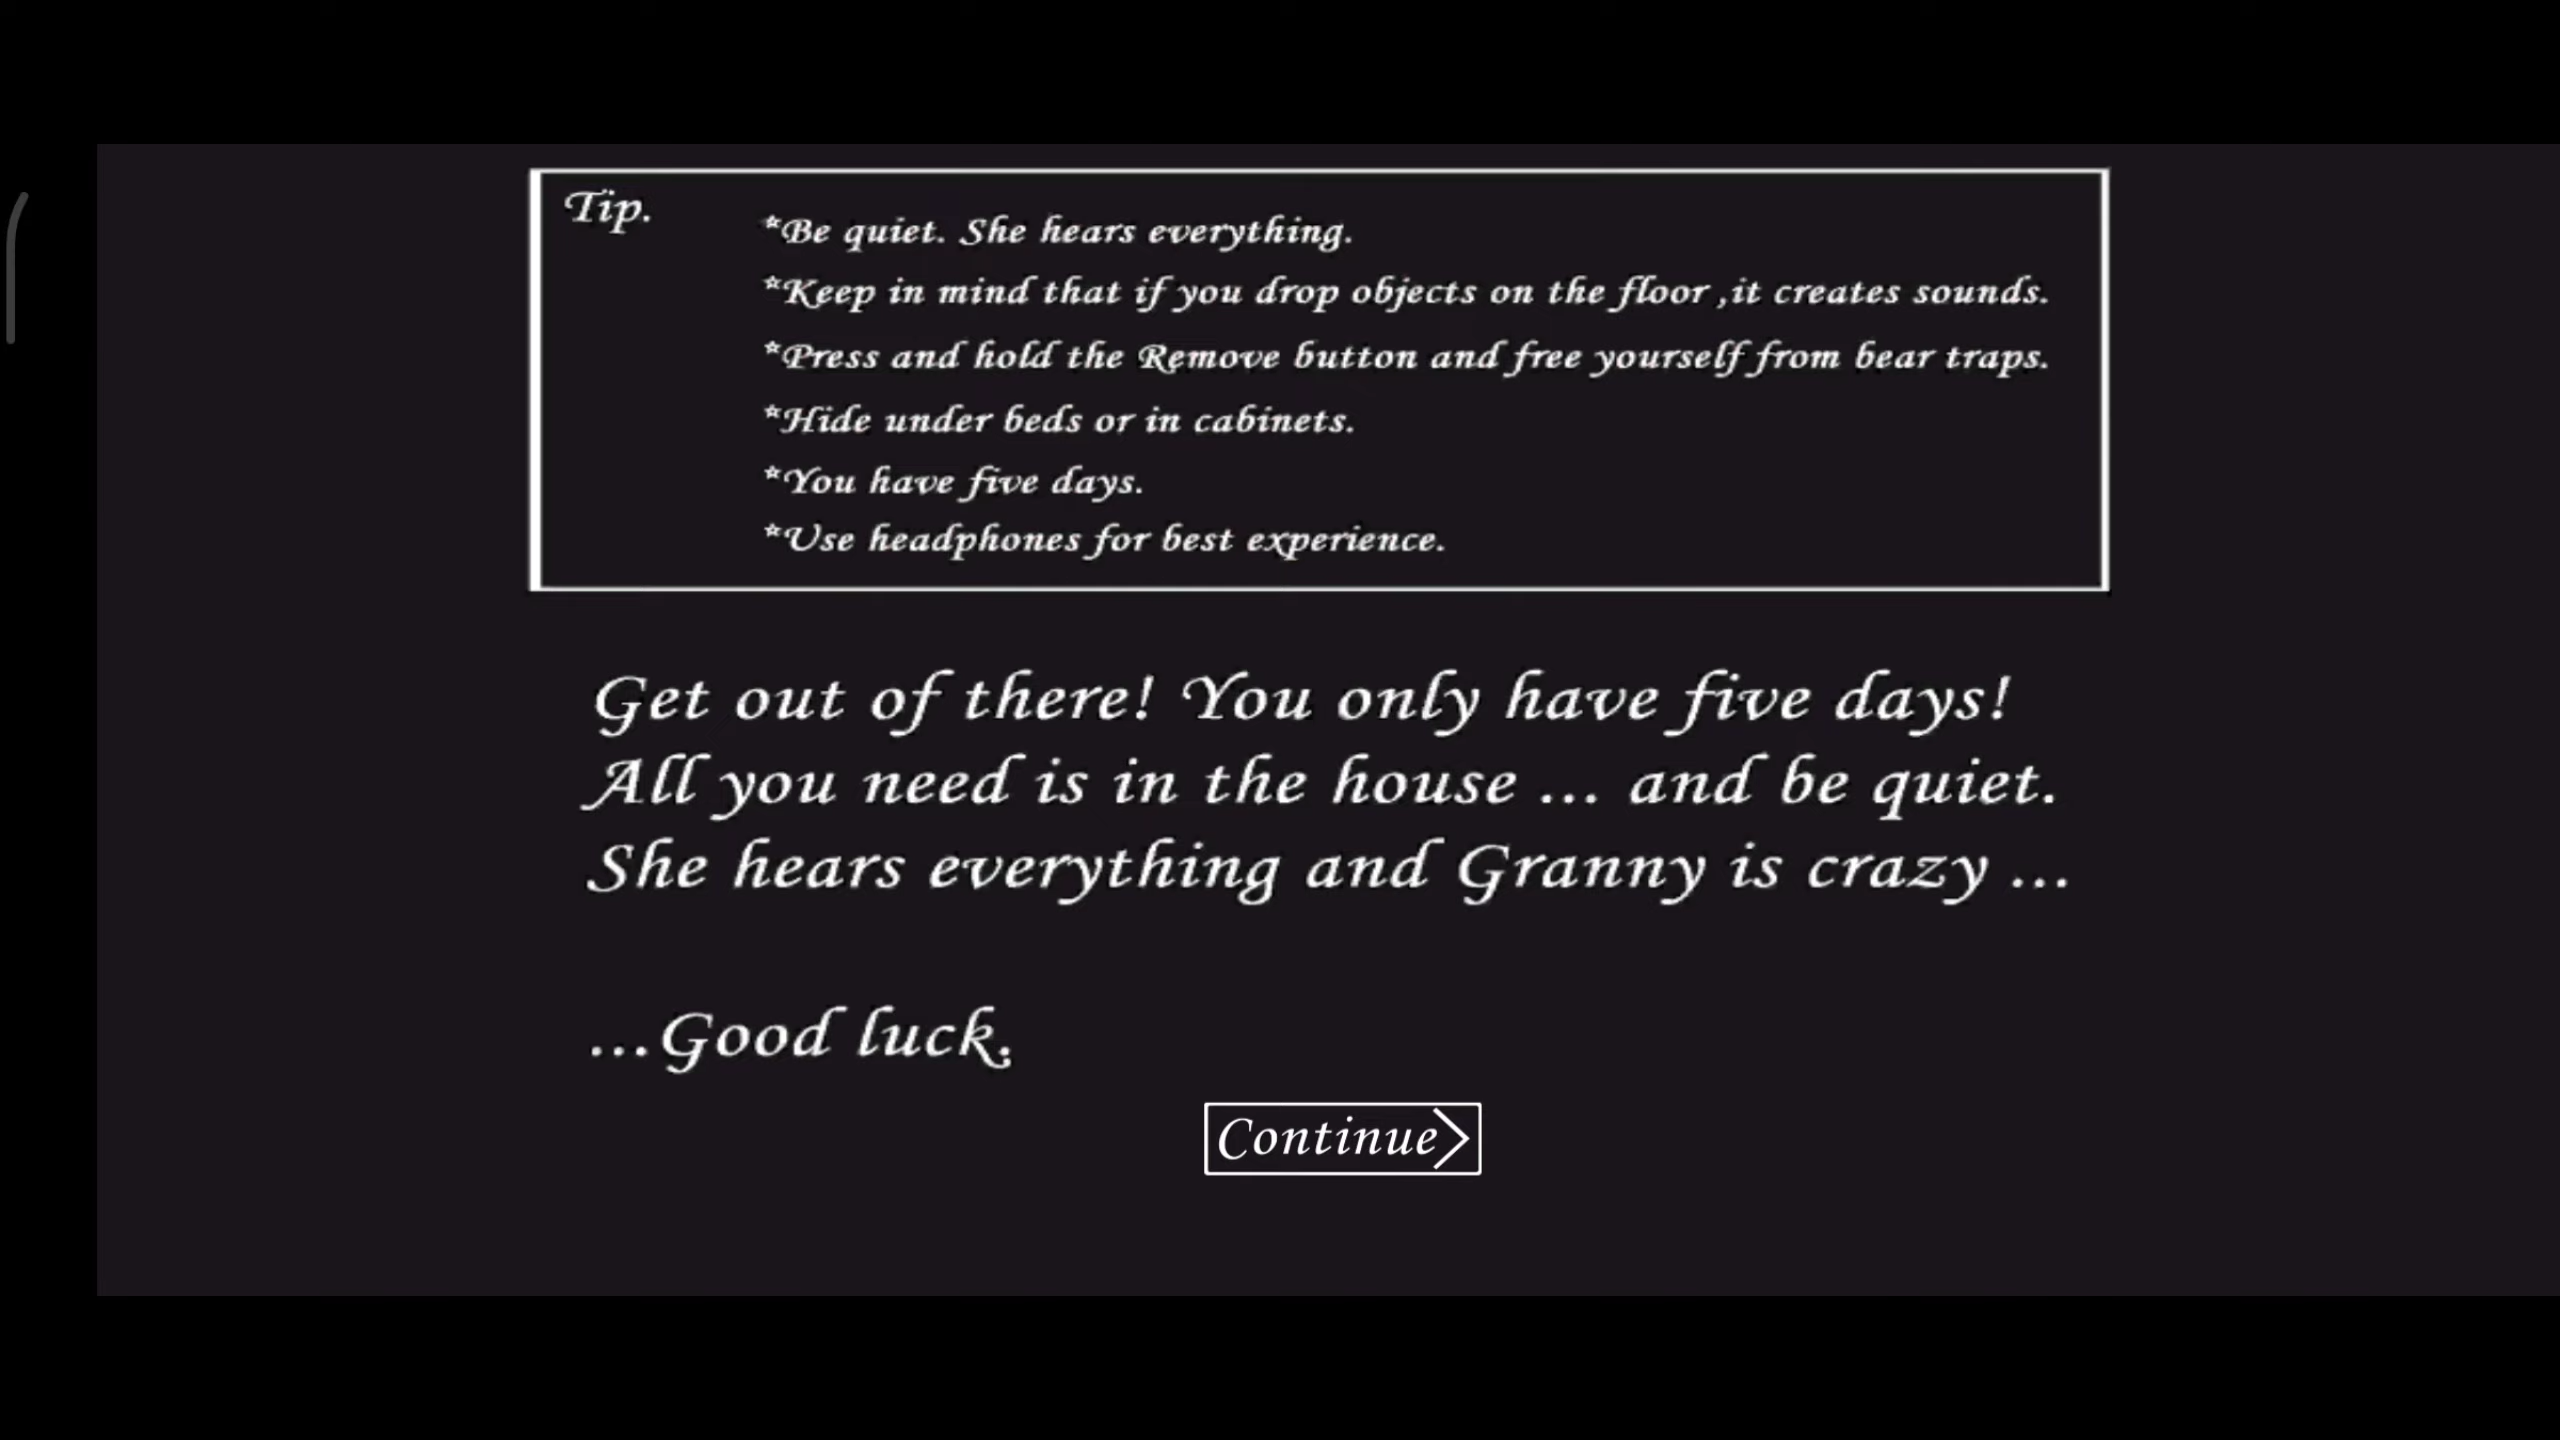 Tip.
*Be quiet. She hears everything.
*Keep in mind that if you drop objects on the floor ,it creates sounds.
*Press and hold the Remove button and free yourself from bear traps.
*Hide under beds or in cabinets.
*You have five days.
*Use headphones for best experience.
Get out of there! You only have five days!
All you need is in the house ... and be quiet.
She hears everything and Granny is crazy ...
...Good luck.
Continue>